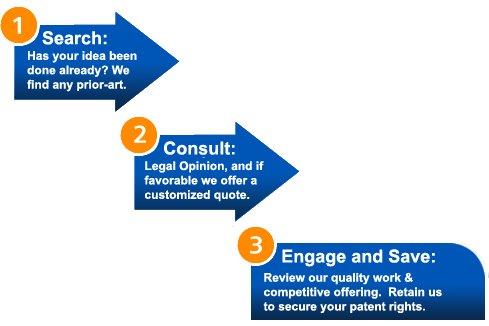 1
Search:
Has your idea been
done already? We
find any prior-art.
2
Consult:
Legal Opinion, and if
favorable we offer a
customized quote.
3
Engage and Save:
Review our quality work &
competitive offering. Retain us
to secure your patent rights.